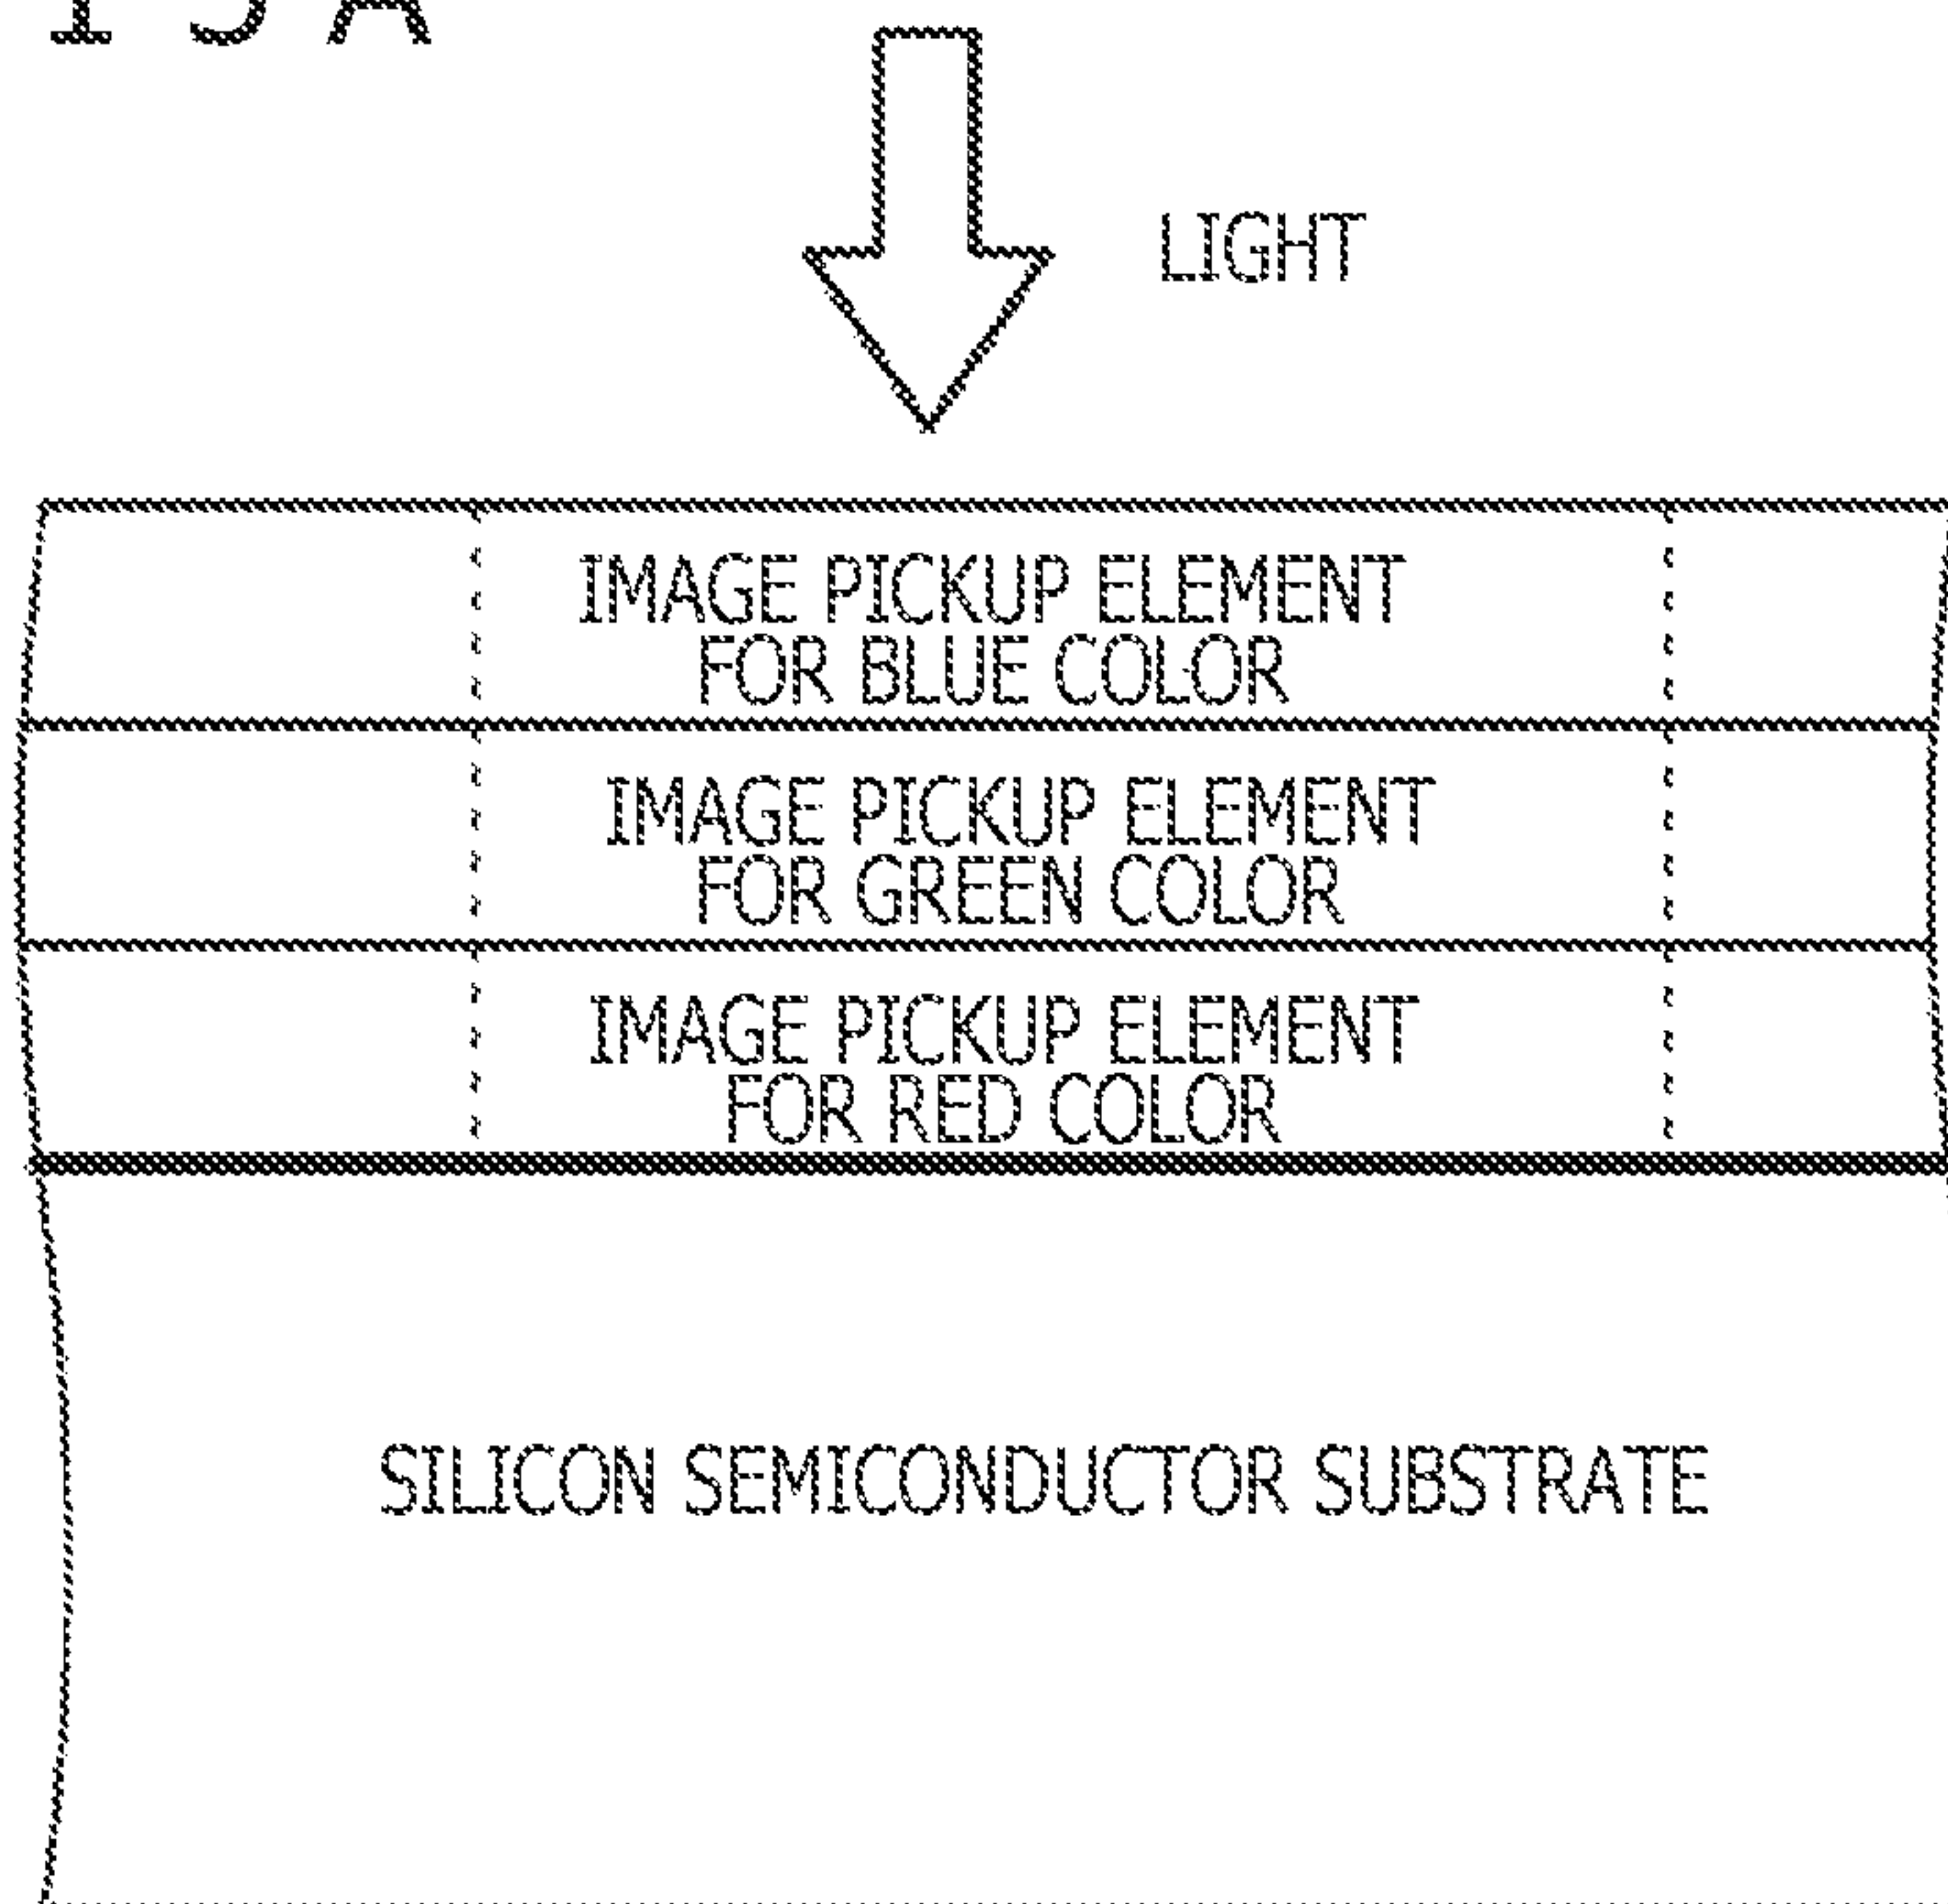 LIGHT
IMAGE PICKUP ELEMENT
FOR BLUE COLOR
IMAGE PICKUP ELEMENT
FOR GREEN COLOR
IMAGE PICKUP ELEMENT
FOR RED COLOR
SILICON SEMICONDUCTOR SUBSTRATE